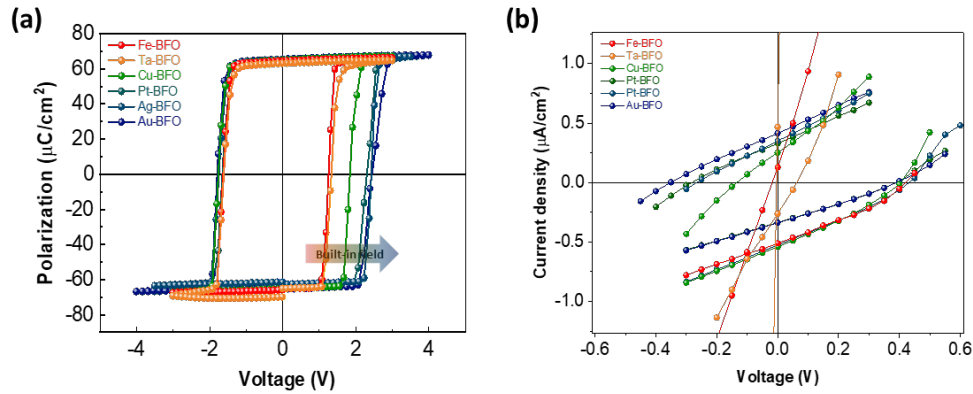 (a)
80
60
40
20
0
-20
-40
-60
-80
Polarization (µC/cm²)
Fe-BFO
Ta-BFO
Cu-BFO
Pt-BFO
Ag-BFO
Au-BFO
Built-in field
-4
-2
0
2
4
Voltage (V)
(b)
1.0
0.5
0.0
-0.5
-1.0
Current density (µA/cm²)
Fe-BFO
Ta-BFO
Cu-BFO
Pt-BFO
Pt-BFO
Au-BFO
-0.6
-0.4
-0.2
0.0
0.2
0.4
0.6
Voltage (V)